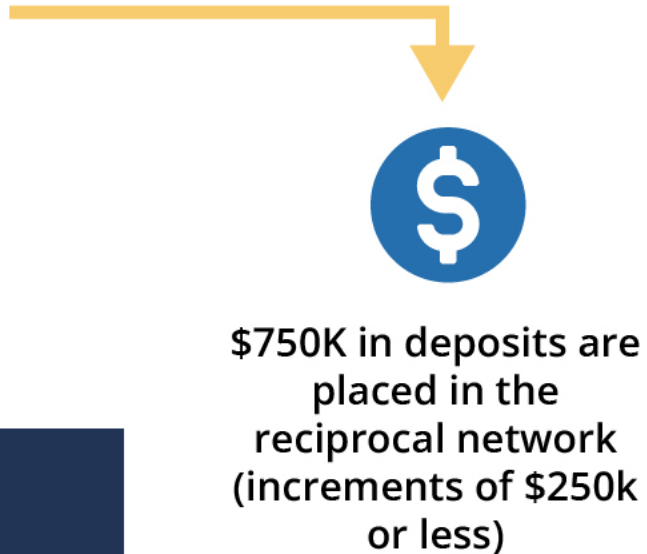 $
$750K in deposits are
placed in the
reciprocal network
(increments of $250k
or less)